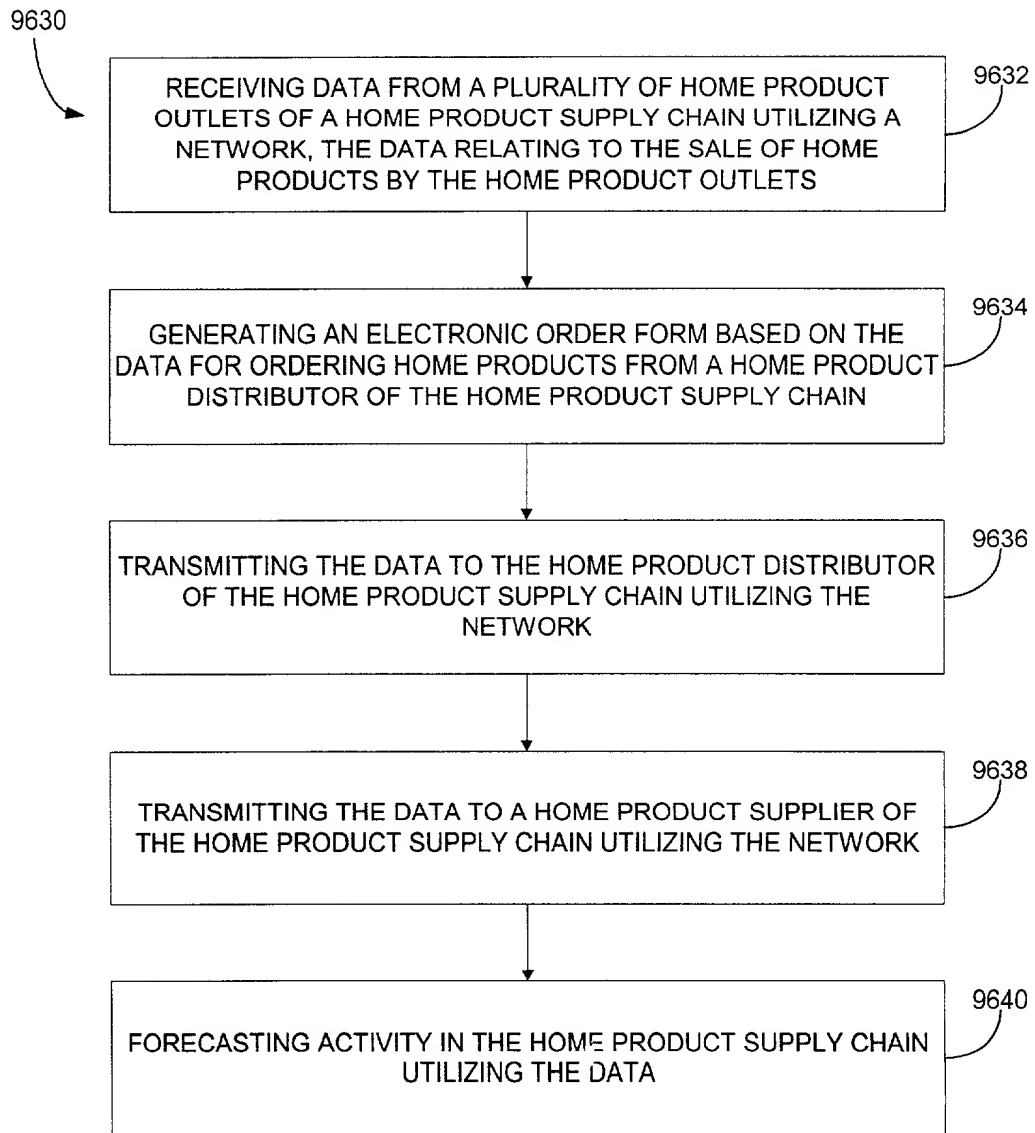 9630
9632
RECEIVING DATA FROM A PLURALITY OF HOME PRODUCT
OUTLETS OF A HOME PRODUCT SUPPLY CHAIN UTILIZING A
NETWORK, THE DATA RELATING TO THE SALE OF HOME
PRODUCTS BY THE HOME PRODUCT OUTLETS
9634
GENERATING AN ELECTRONIC ORDER FORM BASED ON THE
DATA FOR ORDERING HOME PRODUCTS FROM A HOME PRODUCT
DISTRIBUTOR OF THE HOME PRODUCT SUPPLY CHAIN
9636
TRANSMITTING THE DATA TO THE HOME PRODUCT DISTRIBUTOR
OF THE HOME PRODUCT SUPPLY CHAIN UTILIZING THE
NETWORK
9638
TRANSMITTING THE DATA TO A HOME PRODUCT SUPPLIER OF
THE HOME PRODUCT SUPPLY CHAIN UTILIZING THE NETWORK
9640
FORECASTING ACTIVITY IN THE HOME PRODUCT SUPPLY CHAIN
UTILIZING THE DATA